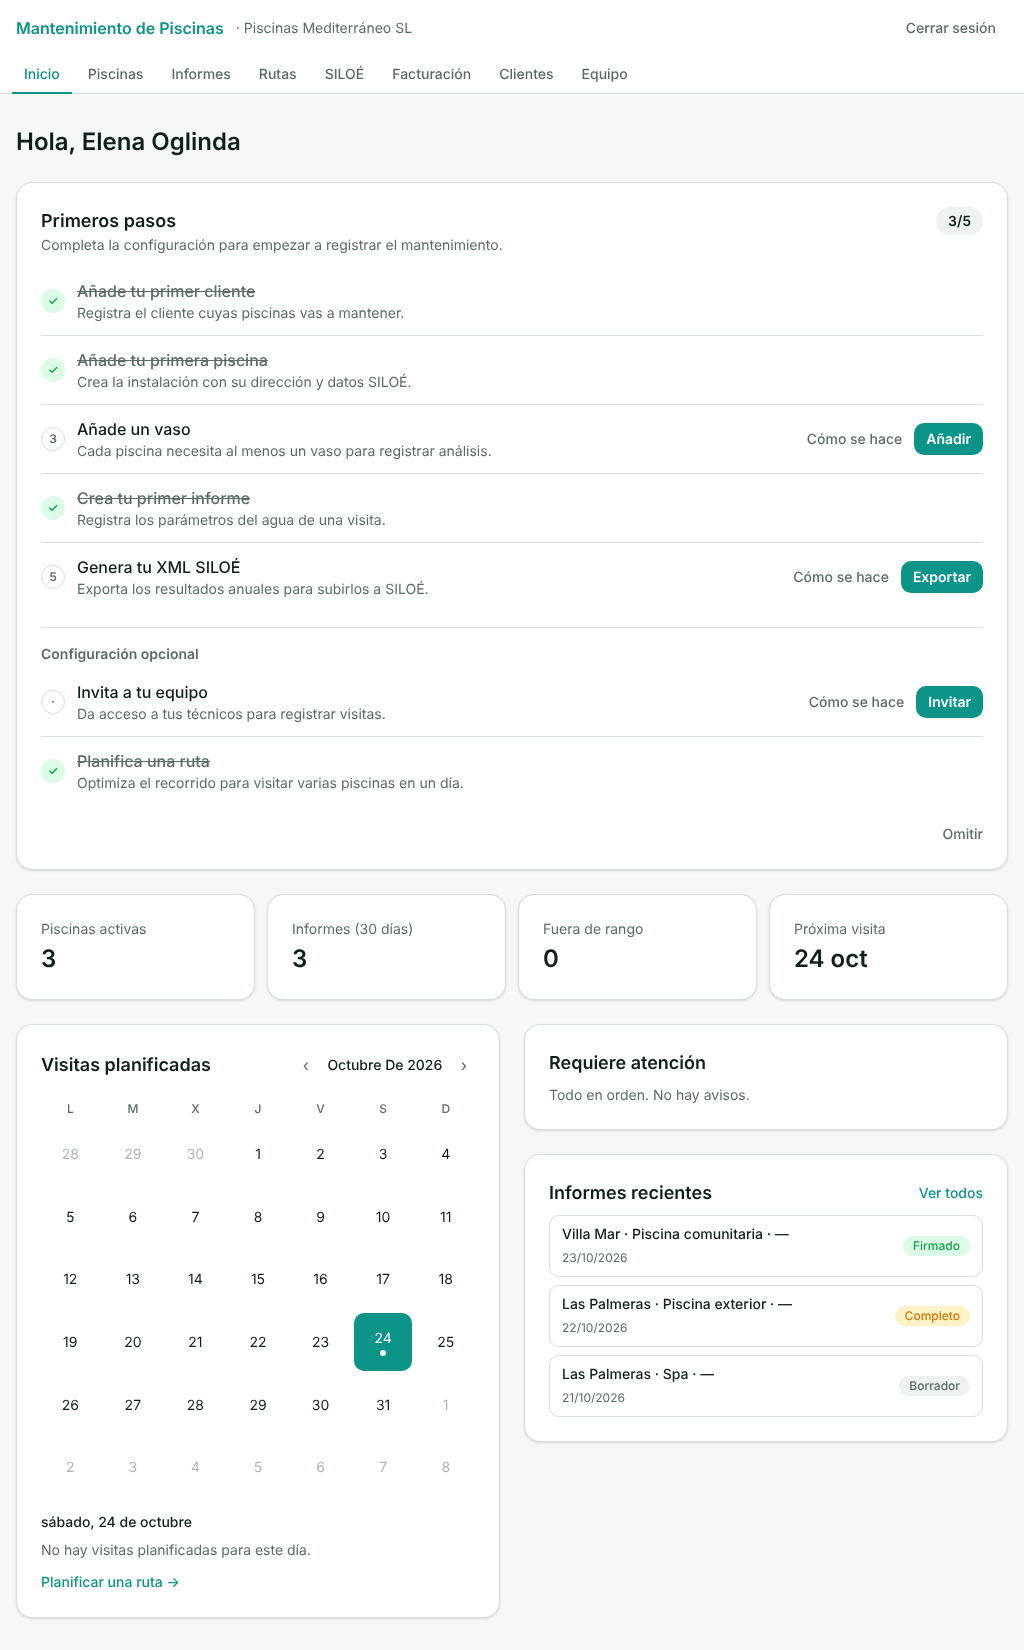 Mantenimiento de Piscinas · Piscinas Mediterráneo SL Cerrar sesión
Inicio Piscinas Informes Rutas SILOÉ Facturación Clientes Equipo
Hola, Elena Oglinda
Primeros pasos 3/5
Completa la configuración para empezar a registrar el mantenimiento.
Añade tu primer cliente
Registra el cliente cuyas piscinas vas a mantener.
Añade tu primera piscina
Crea la instalación con su dirección y datos SILOÉ.
3 Añade un vaso
Cada piscina necesita al menos un vaso para registrar análisis.
Cómo se hace Añadir
Crea tu primer informe
Registra los parámetros del agua de una visita.
5 Genera tu XML SILOÉ
Exporta los resultados anuales para subirlos a SILOÉ.
Cómo se hace Exportar
Configuración opcional
· Invita a tu equipo
Da acceso a tus técnicos para registrar visitas.
Cómo se hace Invitar
Planifica una ruta
Optimiza el recorrido para visitar varias piscinas en un día.
Omitir
Piscinas activas
3
Informes (30 días)
3
Fuera de rango
0
Próxima visita
24 oct
Visitas planificadas ‹ Octubre De 2026 ›
L M X J V S D
28 29 30 1 2 3 4
5 6 7 8 9 10 11
12 13 14 15 16 17 18
19 20 21 22 23 24 25
26 27 28 29 30 31 1
2 3 4 5 6 7 8
sábado, 24 de octubre
No hay visitas planificadas para este día.
Planificar una ruta →
Requiere atención
Todo en orden. No hay avisos.
Informes recientes Ver todos
Villa Mar · Piscina comunitaria · —
23/10/2026
Firmado
Las Palmeras · Piscina exterior · —
22/10/2026
Completo
Las Palmeras · Spa · —
21/10/2026
Borrador